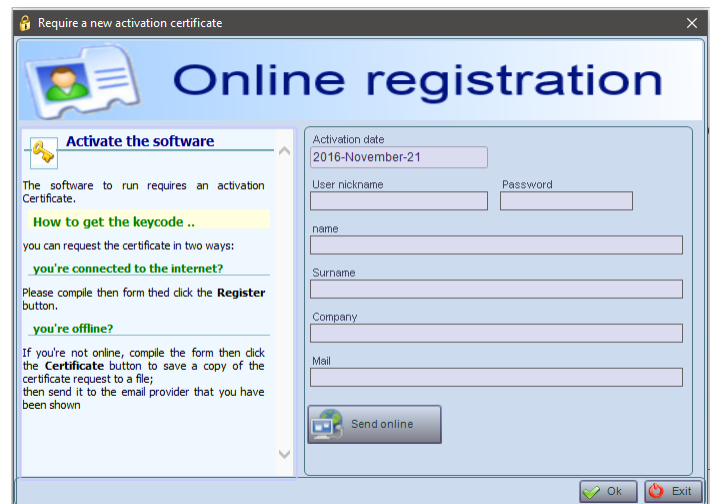 Require a new activation certificate
Online registration
Activate the software
The software to run requires an activation
Certificate.
How to get the keycode ..
you can request the certificate in two ways:
you're connected to the internet?
Please compile then form thed click the Register
button.
you're offline?
If you're not online, compile the form then click
the Certificate button to save a copy of the
certificate request to a file;
then send it to the email provider that you have
been shown
Activation date
2016-November-21
User nickname
Password
name
Surname
Company
Mail
Send online
Ok
Exit